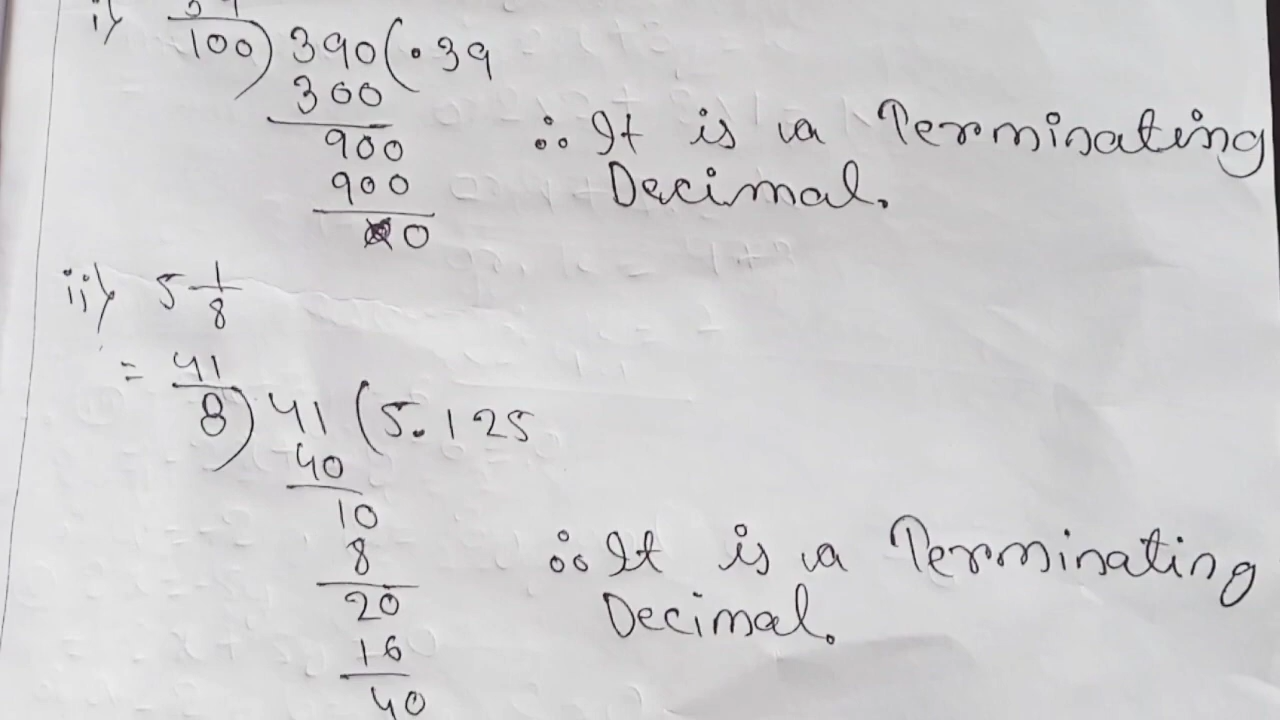 i)
100) 390 (.39
300
900
900
0
∴ It is a Terminating
Decimal.
ii) 5 1/8
= 41/8) 41 (5.125
40
10
8
20
16
40
∴ It is a Terminating
Decimal.